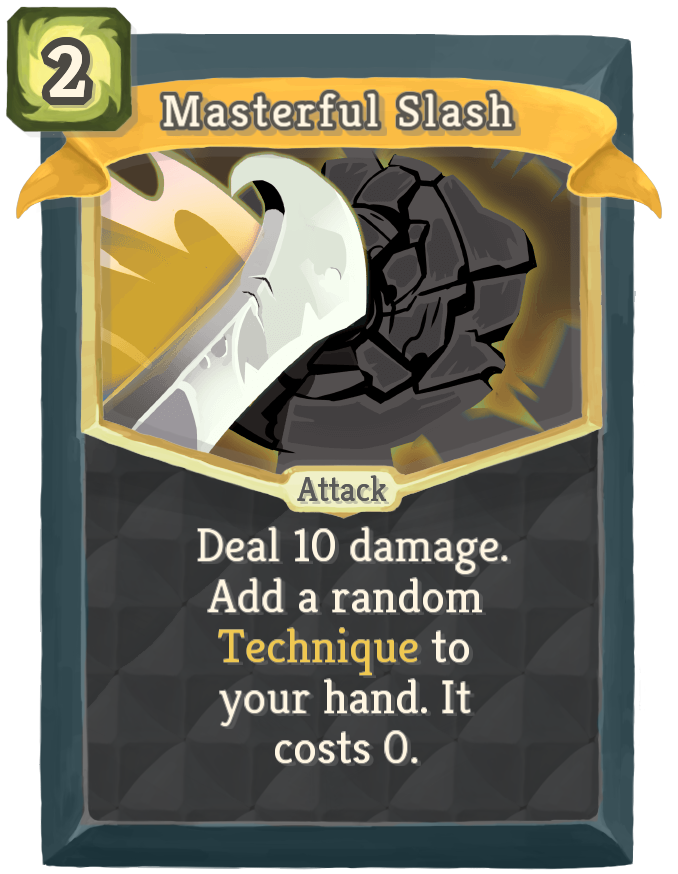 2
Masterful Slash
Attack
Deal 10 damage.
Add a random
Technique to
your hand. It
costs 0.